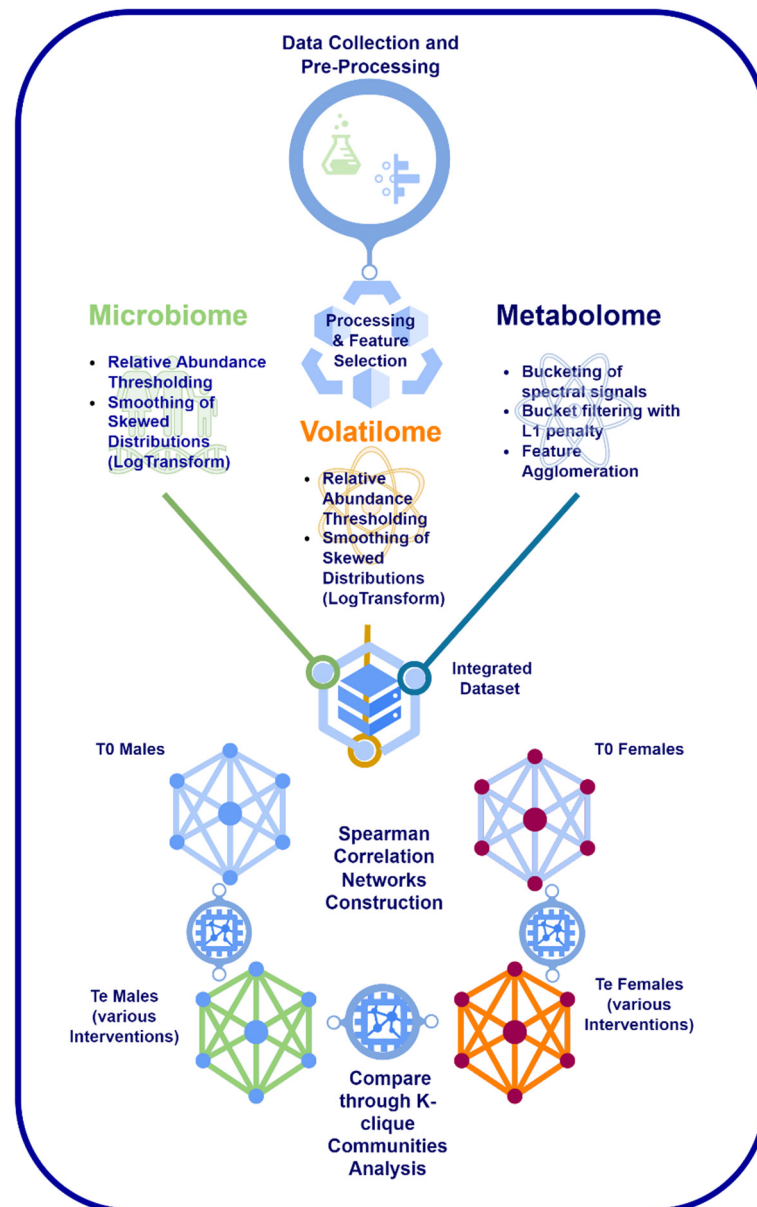 Data Collection and
Pre-Processing
Processing
& Feature
Selection
Microbiome
• Relative Abundance
Thresholding
• Smoothing of
Skewed
Distributions
(LogTransform)
Volatilome
• Relative
Abundance
Thresholding
• Smoothing of
Skewed
Distributions
(LogTransform)
Metabolome
• Bucketing of
spectral signals
• Bucket filtering with
L1 penalty
• Feature
Agglomeration
Integrated
Dataset
T0 Males
T0 Females
Spearman
Correlation
Networks
Construction
Te Males
(various
Interventions)
Te Females
(various
Interventions)
Compare
through K-
clique
Communities
Analysis